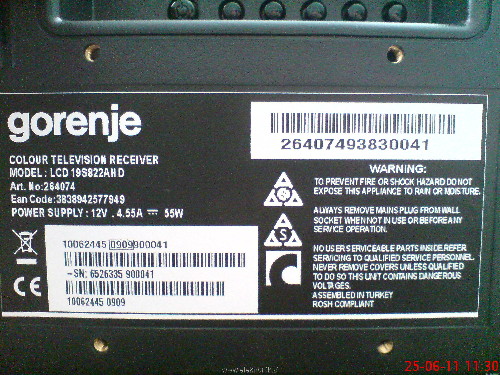 gorenje
COLOUR TELEVISION RECEIVER
MODEL : LCD 19S822AHD
Art. No:264074
Ean Code:3838942577949
POWER SUPPLY : 12V 4.55A 55W
10062445 0909900041
-SN: 6526335 900041
10062445 0909
CE
26407493830041
WARNING:
TO PREVENT FIRE OR SHOCK HAZARD DO NOT
EXPOSE THIS APPLIANCE TO RAIN OR MOISTURE.
ALWAYS REMOVE MAINS PLUG FROM WALL
SOCKET WHEN NOT IN USE OR BEFORE ANY
SERVICE OPERATION.
S
NO USER SERVICEABLE PARTS INSIDE.REFER
SERVICING TO QUALIFIED SERVICE PERSONNEL.
NEVER REMOVE COVERS UNLESS QUALIFIED
TO DO SO THIS UNIT CONTAINS DANGEROUS
VOLTAGES.
ASSEMBLED IN TURKEY
ROSH COMPLIANT
25-06-11 11:30